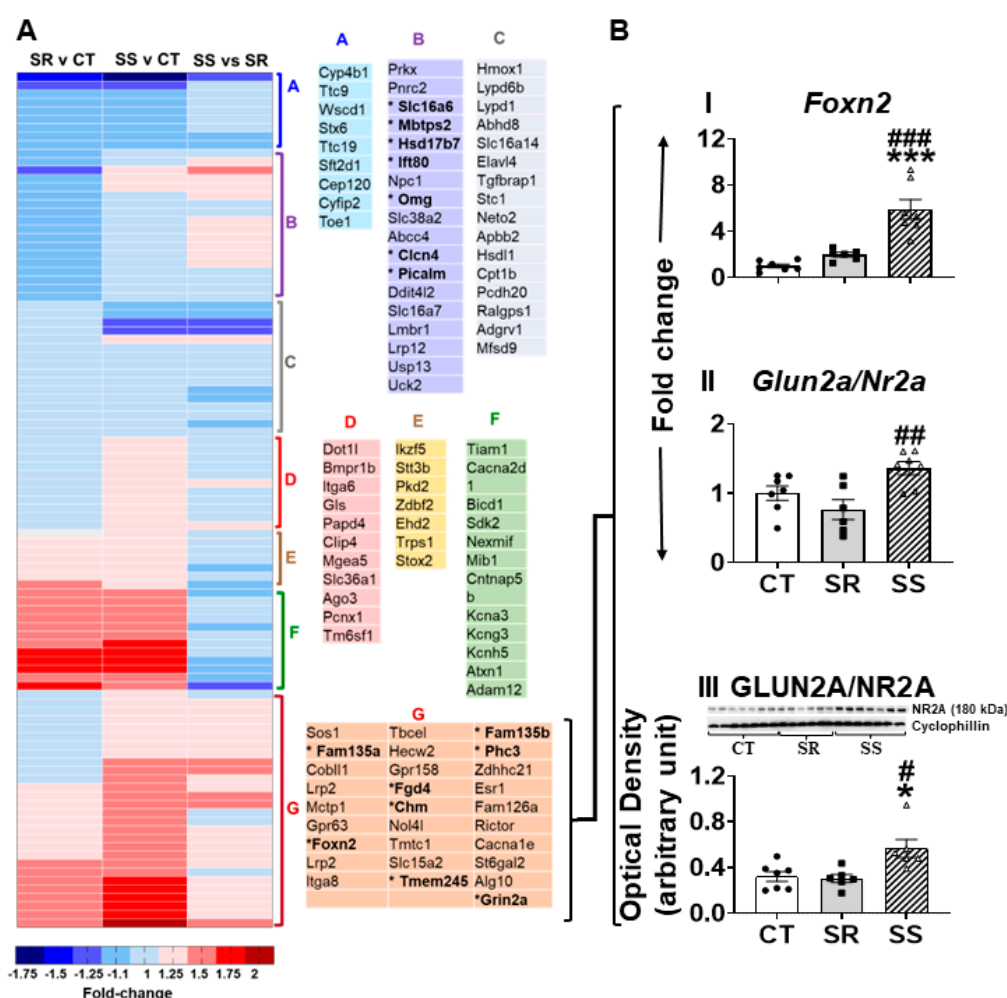 A
B
SR v CT
SS v CT
SS vs SR
A
B
C
D
E
F
G
-1.75 -1.5 -1.25 -1.1 1 1.25 1.5 1.75 2
Fold-change
A
Cyp4b1
Ttc9
Wscd1
Stx6
Ttc19
Sft2d1
Cep120
Cyfip2
Toe1
B
Prkx
Pnrc2
* Slc16a6
* Mbtps2
* Hsd17b7
* Ift80
Npc1
* Omg
Slc38a2
Abcc4
* Clcn4
* Picalm
Ddit4l2
Slc16a7
Lmbr1
Lrp12
Usp13
Uck2
C
Hmox1
Lypd6b
Lypd1
Abhd8
Slc16a14
Elavl4
Tgfbrap1
Stc1
Neto2
Apbb2
Hsdl1
Cpt1b
Pcdh20
Ralgps1
Adgrv1
Mfsd9
D
Dot1l
Bmpr1b
Itga6
Gls
Papd4
Clip4
Mgea5
Slc36a1
Ago3
Pcnx1
Tm6sf1
E
Ikzf5
Stt3b
Pkd2
Zdbf2
Ehd2
Trps1
Stox2
F
Tiam1
Cacna2d
1
Bicd1
Sdk2
Nexmif
Mib1
Cntnap5
b
Kcna3
Kcng3
Kcnh5
Atxn1
Adam12
G
Sos1
* Fam135a
Cobll1
Lrp2
Mctp1
Gpr63
*Foxn2
Lrp2
Itga8
Tbcel
Hecw2
Gpr158
*Fgd4
*Chm
Nol4l
Tmtc1
Slc15a2
* Tmem245
* Fam135b
* Phc3
Zdhhc21
Esr1
Fam126a
Rictor
Cacna1e
St6gal2
Alg10
*Grin2a
I
Foxn2
12
8
4
0
###
***
Fold change
II
Glun2a/Nr2a
2
1
0
##
CT SR SS
III GLUN2A/NR2A
NR2A (180 kDa)
Cyclophillin
CT SR SS
Optical Density
(arbitrary unit)
1.2
0.8
0.4
0.0
#
*
CT SR SS